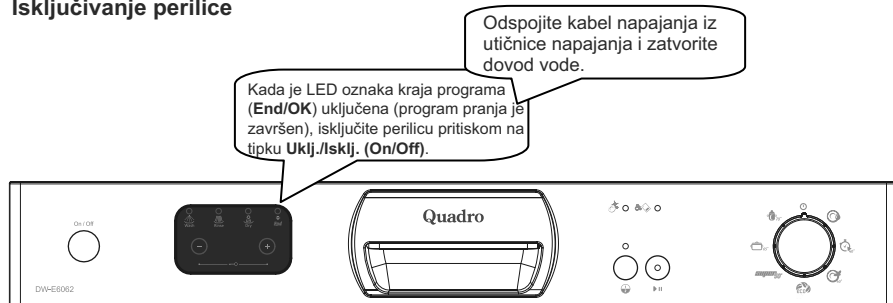 Isključivanje perilice
Odspojite kabel napajanja iz
utičnice napajanja i zatvorite
dovod vode.
Kada je LED oznaka kraja programa
(End/OK) uključena (program pranja je
završen), isključite perilicu pritiskom na
tipku Uklj./Isklj. (On/Off).
On / Off
Wash
Rinse
Dry
End
Quadro
DW-E6062